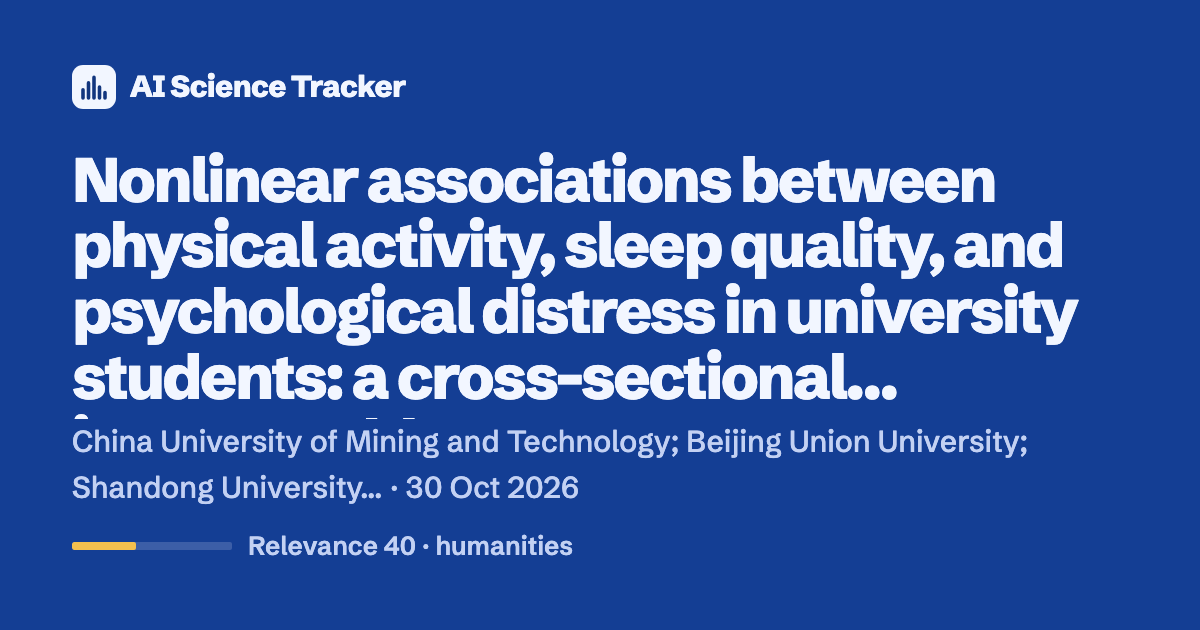 AI Science Tracker
Nonlinear associations between
physical activity, sleep quality, and
psychological distress in university
students: a cross-sectional...
China University of Mining and Technology; Beijing Union University;
Shandong University... · 30 Oct 2026
Relevance 40 · humanities